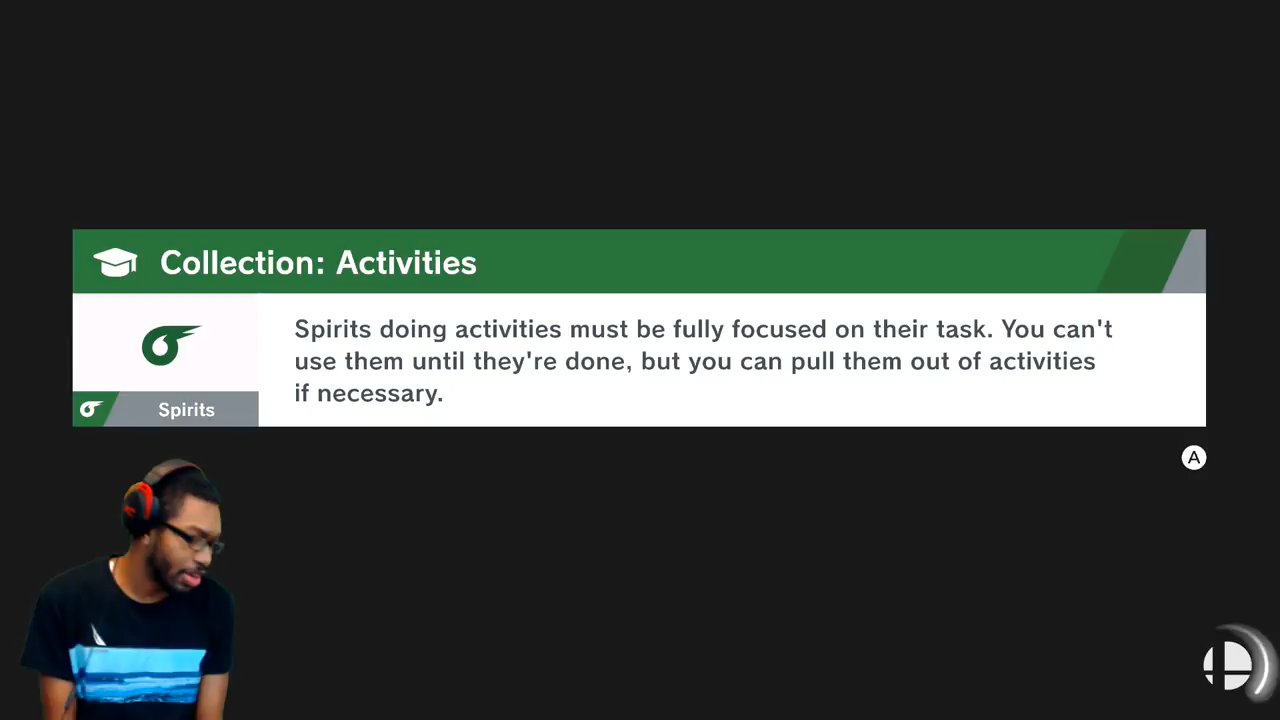 Collection: Activities
Spirits doing activities must be fully focused on their task. You can't
use them until they're done, but you can pull them out of activities
if necessary.
Spirits
A